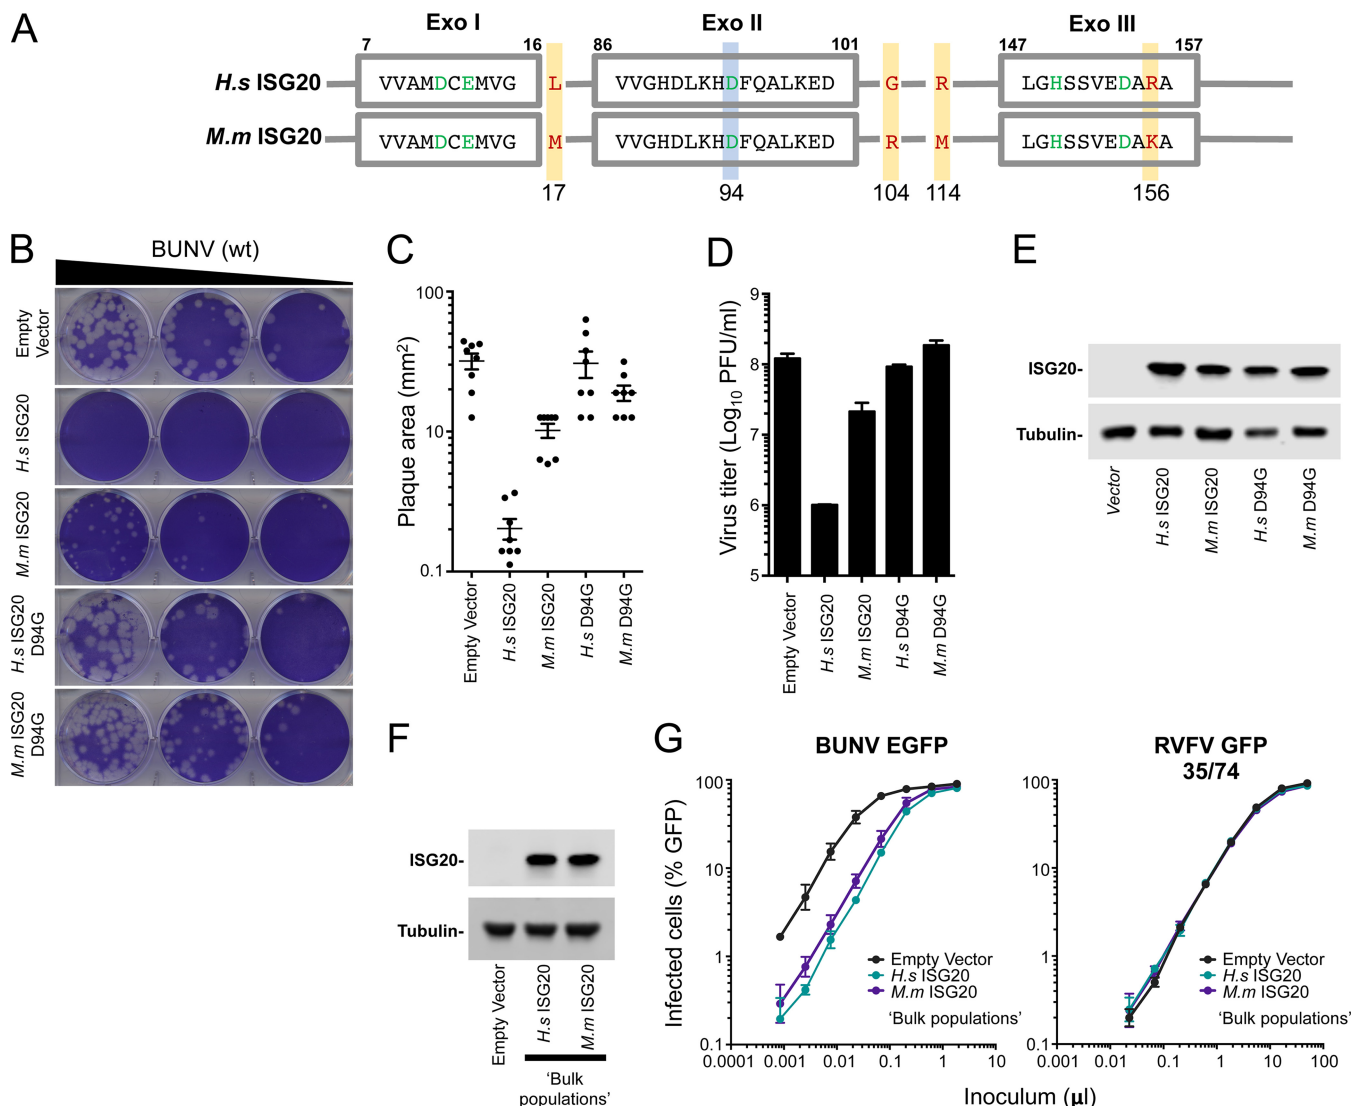 A
Exo I
Exo II
Exo III
7
16
86
101
147
157
H.s ISG20
VVAMDCEMVG
L
VVGHDLKHDFQALKED
G
R
LGHSSVEDARA
M.m ISG20
VVAMDCEMVG
M
VVGHDLKHDFQALKED
R
M
LGHSSVEDAKA
17
94
104
114
156
B
BUNV (wt)
Empty
Vector
H.s ISG20
M.m ISG20
H.s ISG20
D94G
M.m ISG20
D94G
C
Plaque area (mm2)
100
10
0.1
Empty Vector
H.s ISG20
M.m ISG20
H.s D94G
M.m D94G
D
Virus titer (Log10 PFU/ml)
9
8
7
6
5
Empty Vector
H.s ISG20
M.m ISG20
H.s D94G
M.m D94G
E
ISG20-
Tubulin-
Vector
H.s ISG20
M.m ISG20
H.s D94G
M.m D94G
F
ISG20-
Tubulin-
Empty Vector
H.s ISG20
M.m ISG20
‘Bulk
populations’
G
BUNV EGFP
Infected cells (% GFP)
100
10
1
0.1
0.0001
0.001
0.01
0.1
1
10
Empty Vector
H.s ISG20
M.m ISG20
‘Bulk populations’
RVFV GFP
35/74
100
10
1
0.1
0.01
0.1
1
10
100
Empty Vector
H.s ISG20
M.m ISG20
‘Bulk populations’
Inoculum (µl)